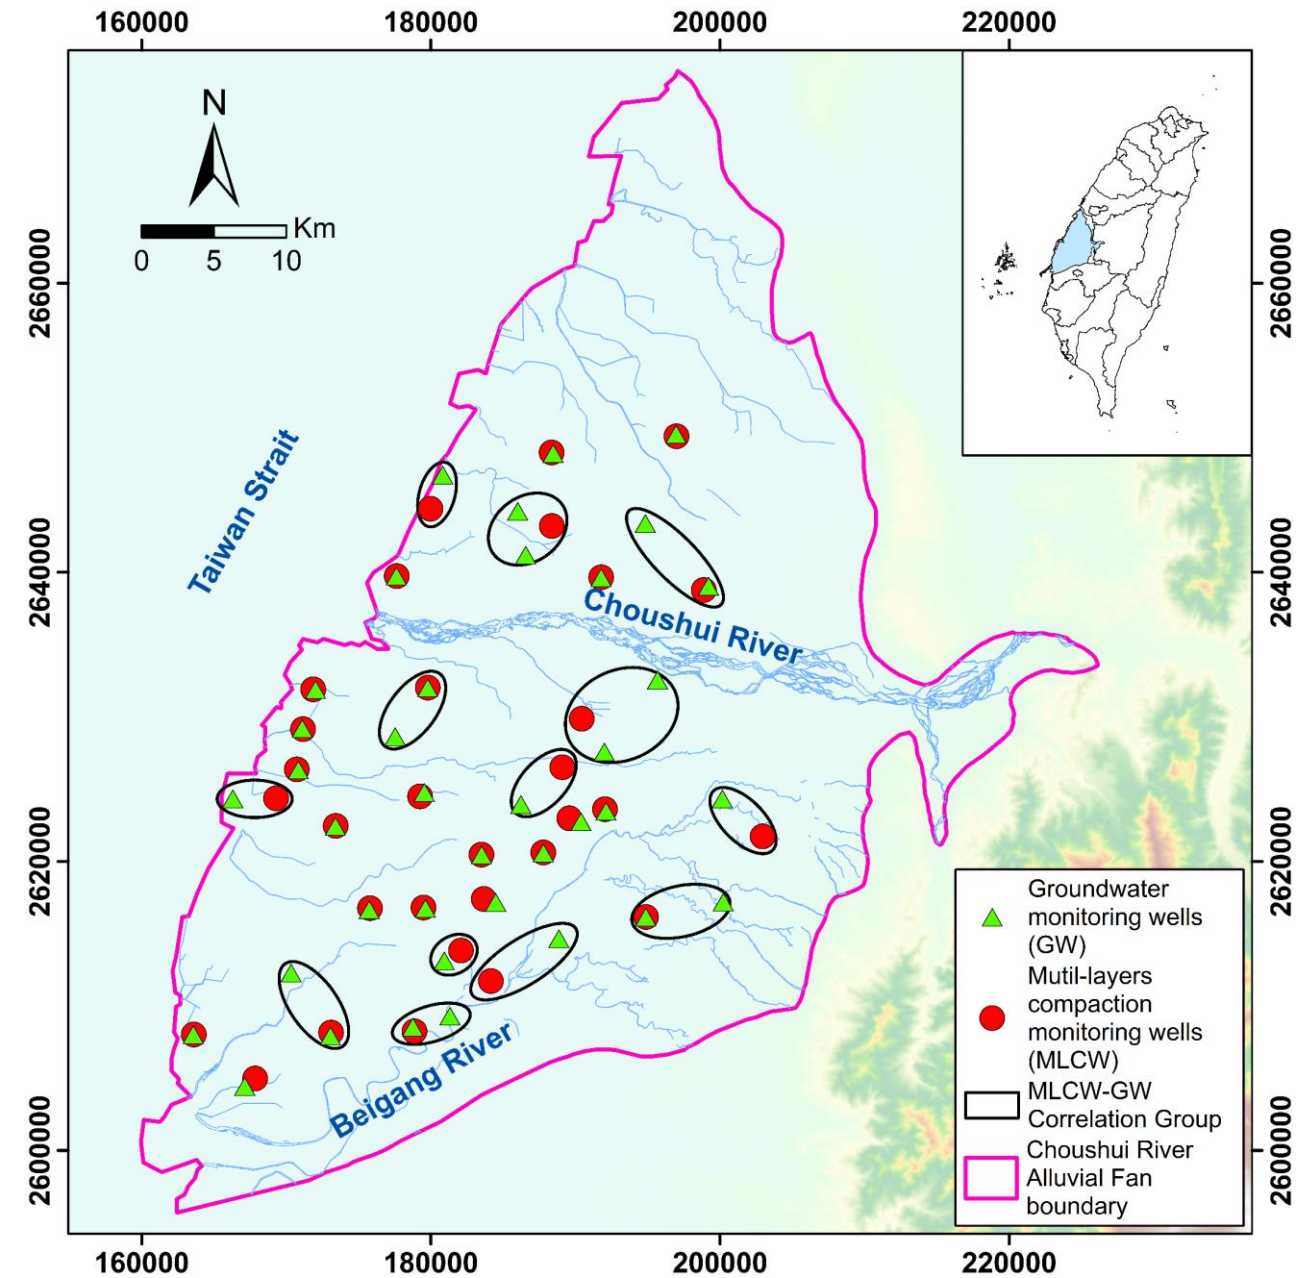 160000
180000
200000
220000
N
Km
0
5
10
2660000
2660000
Taiwan Strait
2640000
2640000
Choushui River
2620000
2620000
Groundwater
monitoring wells
(GW)
Mutil-layers
compaction
monitoring wells
(MLCW)
MLCW-GW
Correlation Group
Choushui River
Alluvial Fan
boundary
Beigang River
2600000
2600000
160000
180000
200000
220000